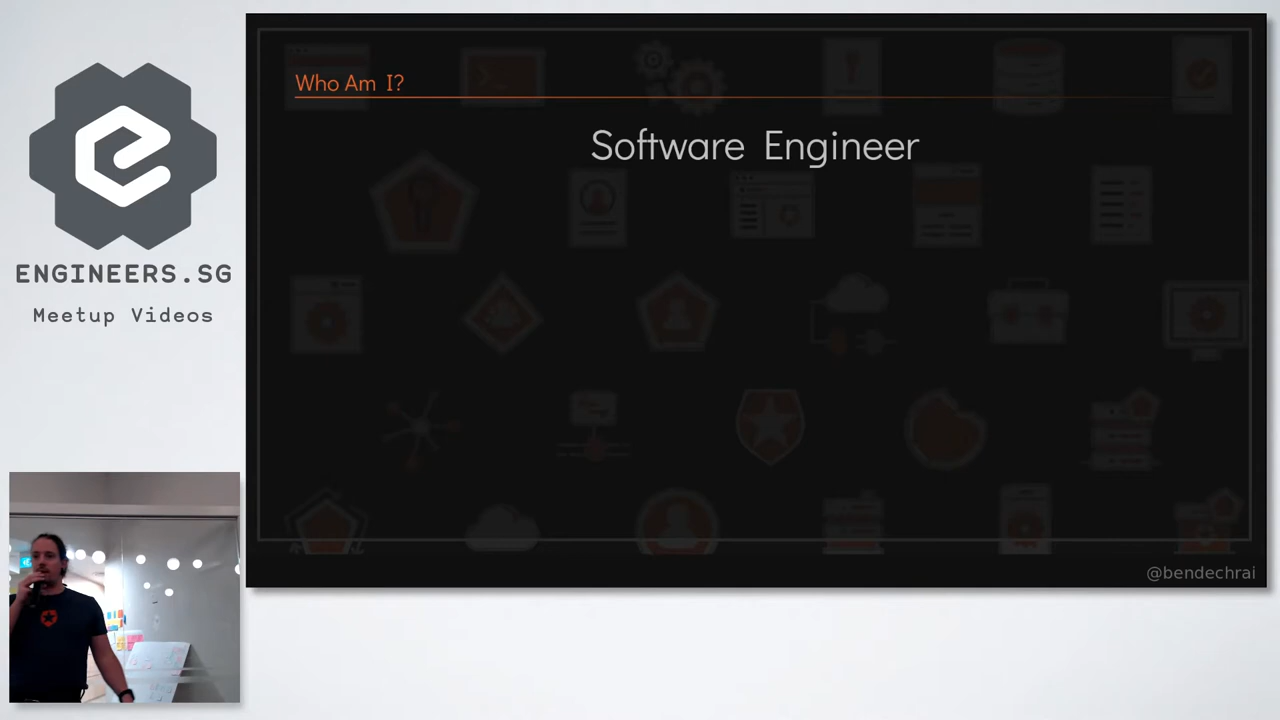 Who Am I?
Software Engineer
ENGINEERS.SG
Meetup Videos
@bendechrai